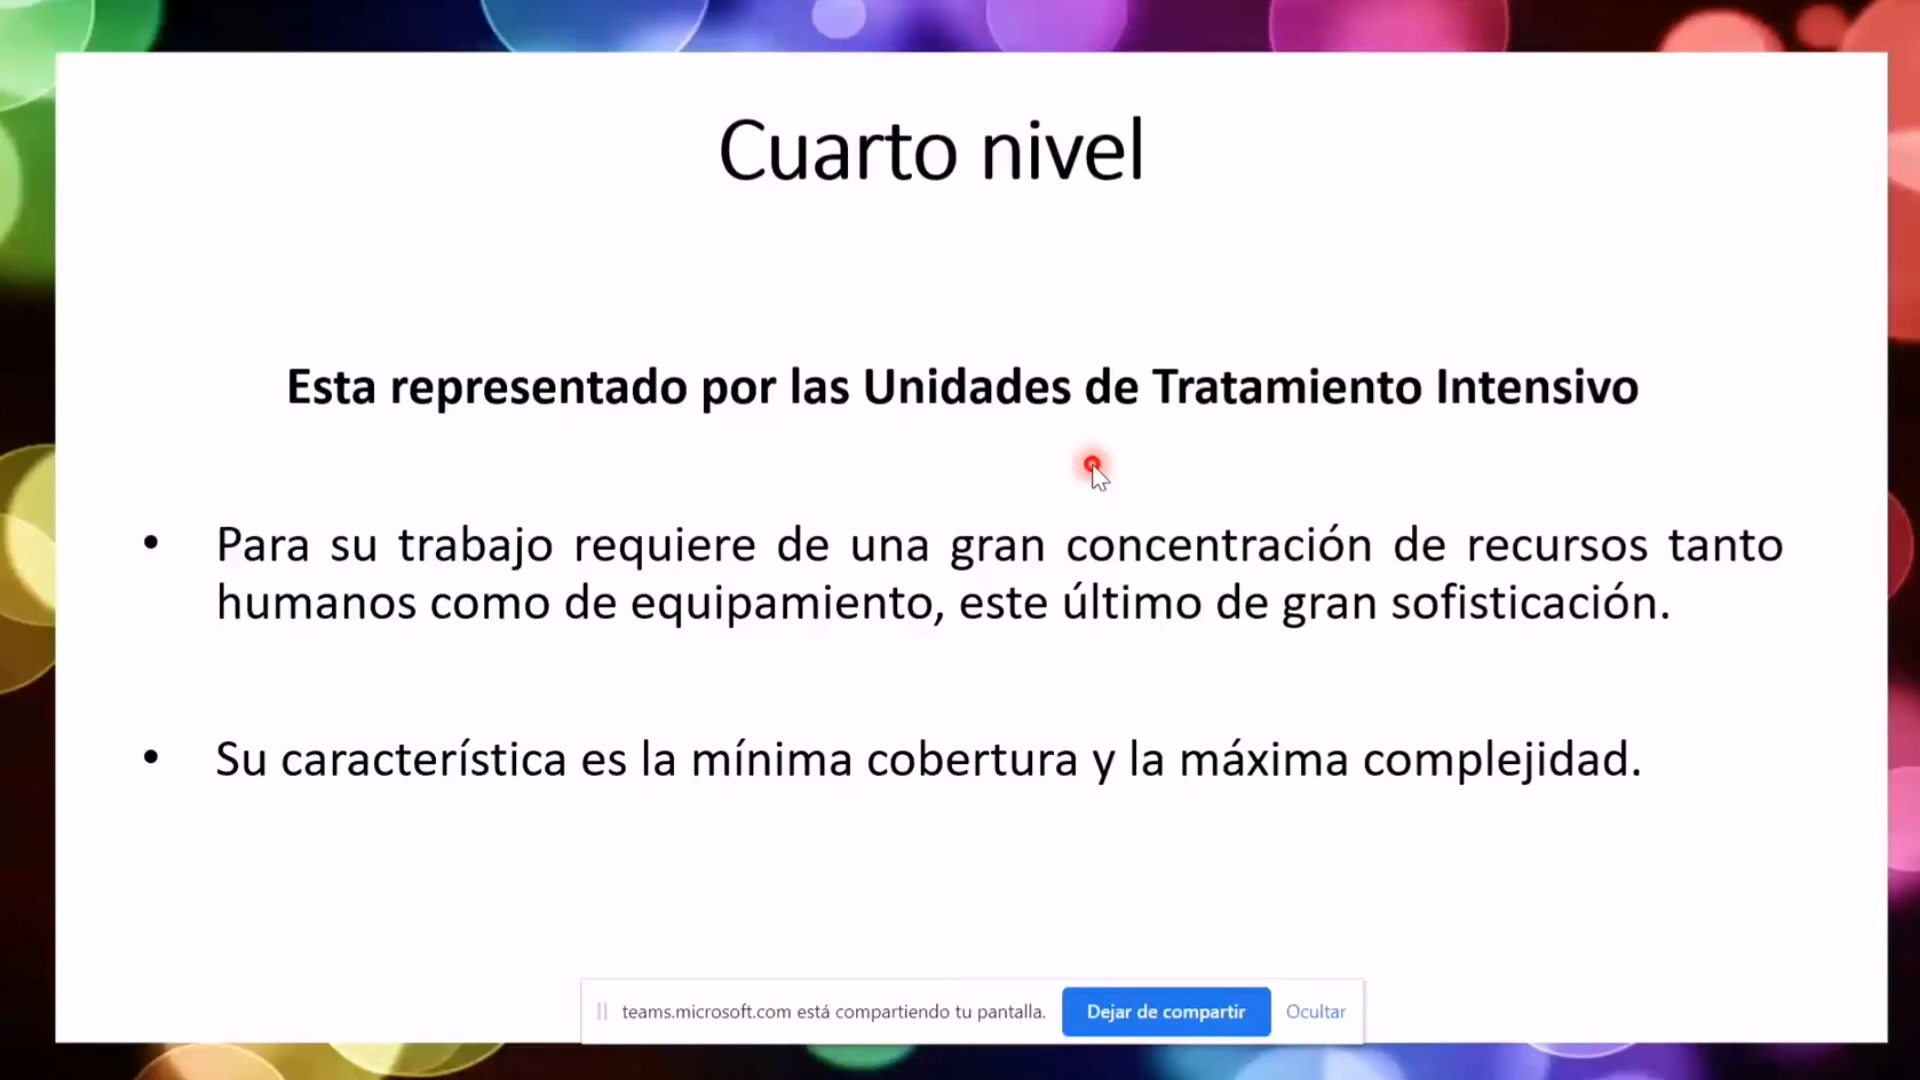 Cuarto nivel
Esta representado por las Unidades de Tratamiento Intensivo
• Para su trabajo requiere de una gran concentración de recursos tanto
humanos como de equipamiento, este último de gran sofisticación.
• Su característica es la mínima cobertura y la máxima complejidad.
teams.microsoft.com está compartiendo tu pantalla. Dejar de compartir Ocultar